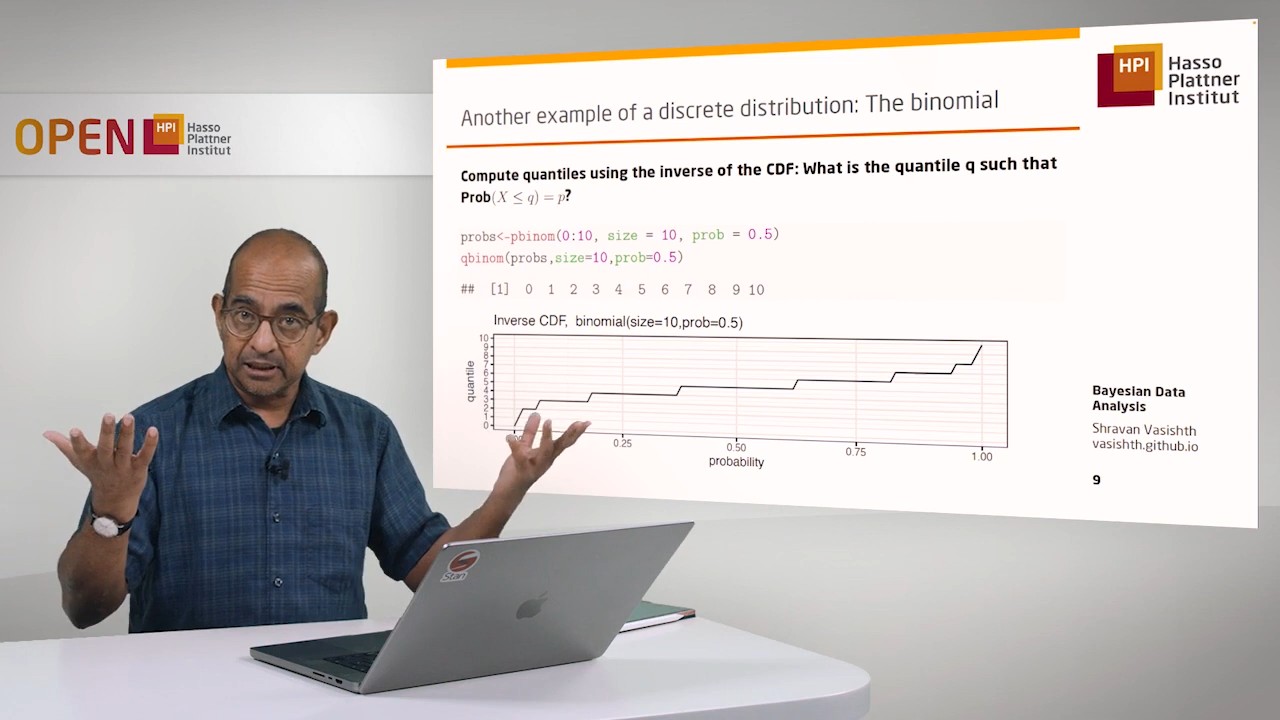 OPEN HPI Hasso
Plattner
Institut
HPI Hasso
Plattner
Institut
Another example of a discrete distribution: The binomial
Compute quantiles using the inverse of the CDF: What is the quantile q such that
Prob(X ≤ q) = p?
probs<-pbinom(0:10, size = 10, prob = 0.5)
qbinom(probs,size=10,prob=0.5)
## [1] 0 1 2 3 4 5 6 7 8 9 10
Inverse CDF, binomial(size=10,prob=0.5)
quantile
10
9
8
7
6
5
4
3
2
1
0
0.25 0.50 0.75 1.00
probability
Bayesian Data
Analysis
Shravan Vasishth
vasishth.github.io
9
Stan